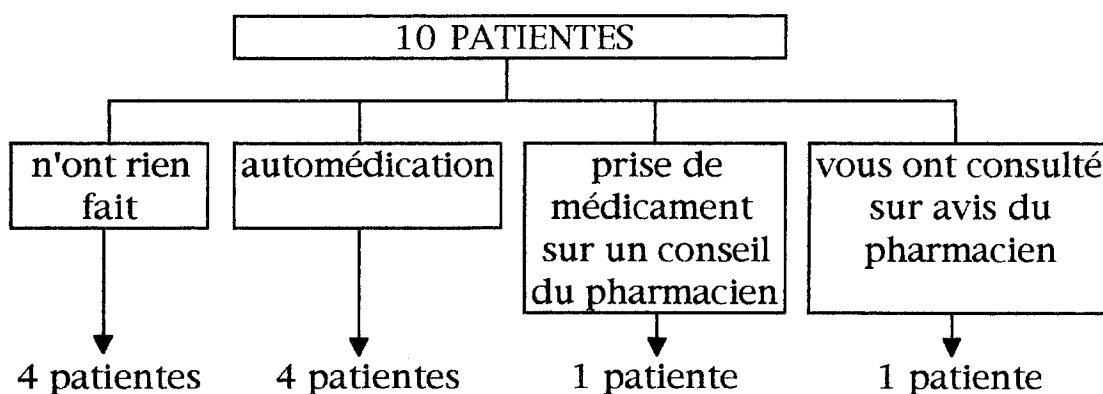 10 PATIENTES
n'ont rien
fait
automédication
prise de
médicament
sur un conseil
du pharmacien
vous ont consulté
sur avis du
pharmacien
4 patientes
4 patientes
1 patiente
1 patiente